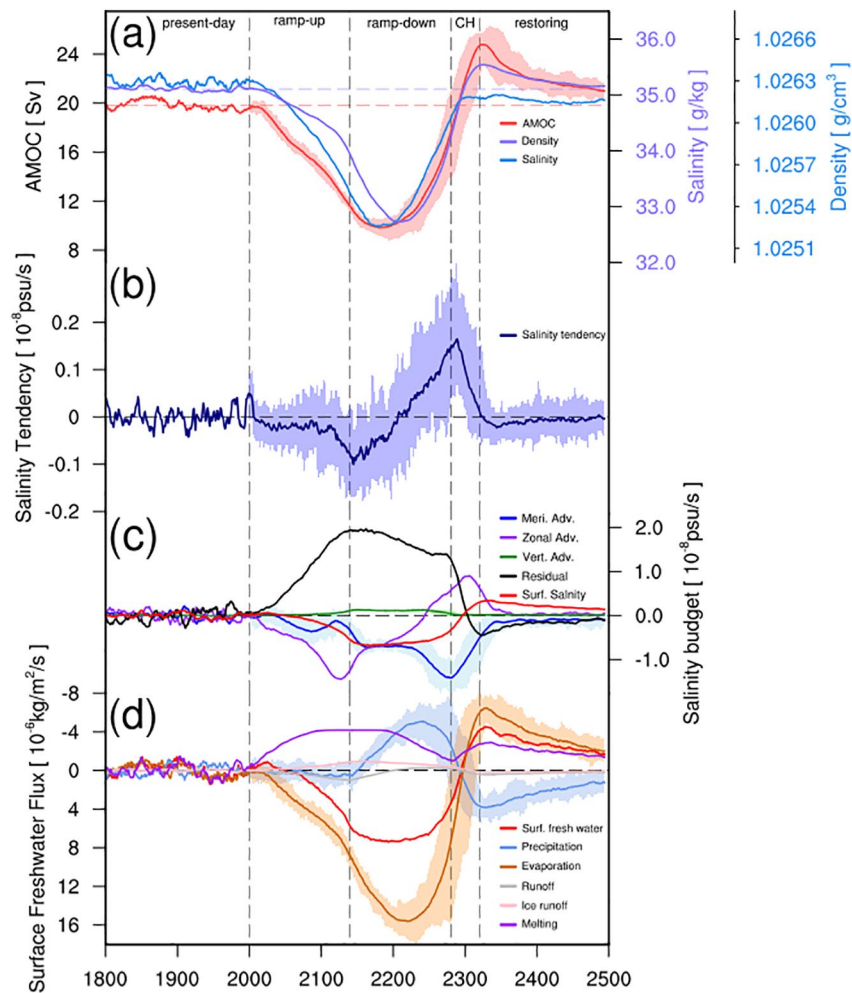 present-day ramp-up ramp-down CH restoring
(a)
24
20
16
12
8
AMOC [ Sv]
AMOC
Density
Salinity
36.0
35.0
34.0
33.0
32.0
Salinity [ g/kg]
1.0266
1.0263
1.0260
1.0257
1.0254
1.0251
Density [ g/cm³]
(b)
0.2
0.1
0
-0.1
-0.2
Salinity Tendency [ 10⁻⁸psu/s]
Salinity tendency
(c)
Meri. Adv.
Zonal Adv.
Vert. Adv.
Residual
Surf. Salnity
2.0
1.0
0.0
-1.0
Salinity budget [ 10⁻⁸psu/s ]
(d)
-8
-4
0
4
8
12
16
Surface Freshwater Flux [ 10⁻⁶kg/m²/s]
Surf. fresh water
Precipitation
Evaporation
Runoff
Ice runoff
Melting
1800 1900 2000 2100 2200 2300 2400 2500